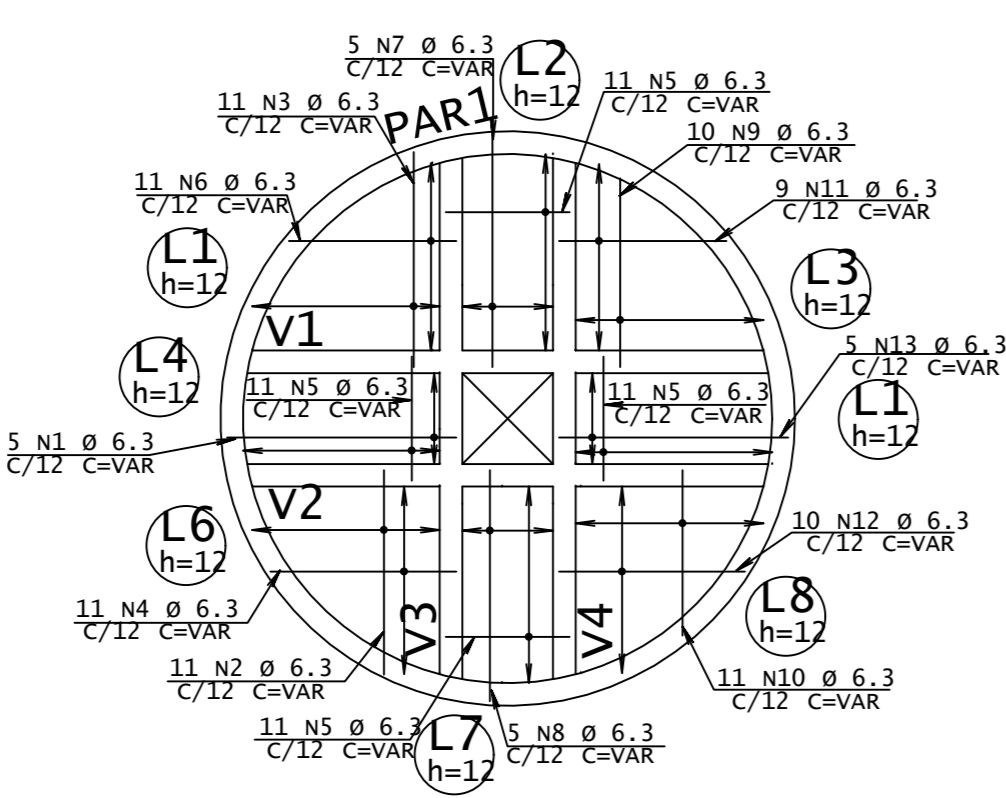 5 N7 Ø 6.3
C/12 C=VAR
L2
h=12
11 N5 Ø 6.3
C/12 C=VAR
11 N3 Ø 6.3
C/12 C=VAR
PAR1
10 N9 Ø 6.3
C/12 C=VAR
11 N6 Ø 6.3
C/12 C=VAR
9 N11 Ø 6.3
C/12 C=VAR
L1
h=12
L3
h=12
V1
5 N13 Ø 6.3
C/12 C=VAR
L4
h=12
11 N5 Ø 6.3
C/12 C=VAR
11 N5 Ø 6.3
C/12 C=VAR
L1
h=12
5 N1 Ø 6.3
C/12 C=VAR
V2
L6
h=12
10 N12 Ø 6.3
C/12 C=VAR
11 N4 Ø 6.3
C/12 C=VAR
V3
V4
L8
h=12
11 N2 Ø 6.3
C/12 C=VAR
11 N10 Ø 6.3
C/12 C=VAR
11 N5 Ø 6.3
C/12 C=VAR
L7
h=12
5 N8 Ø 6.3
C/12 C=VAR